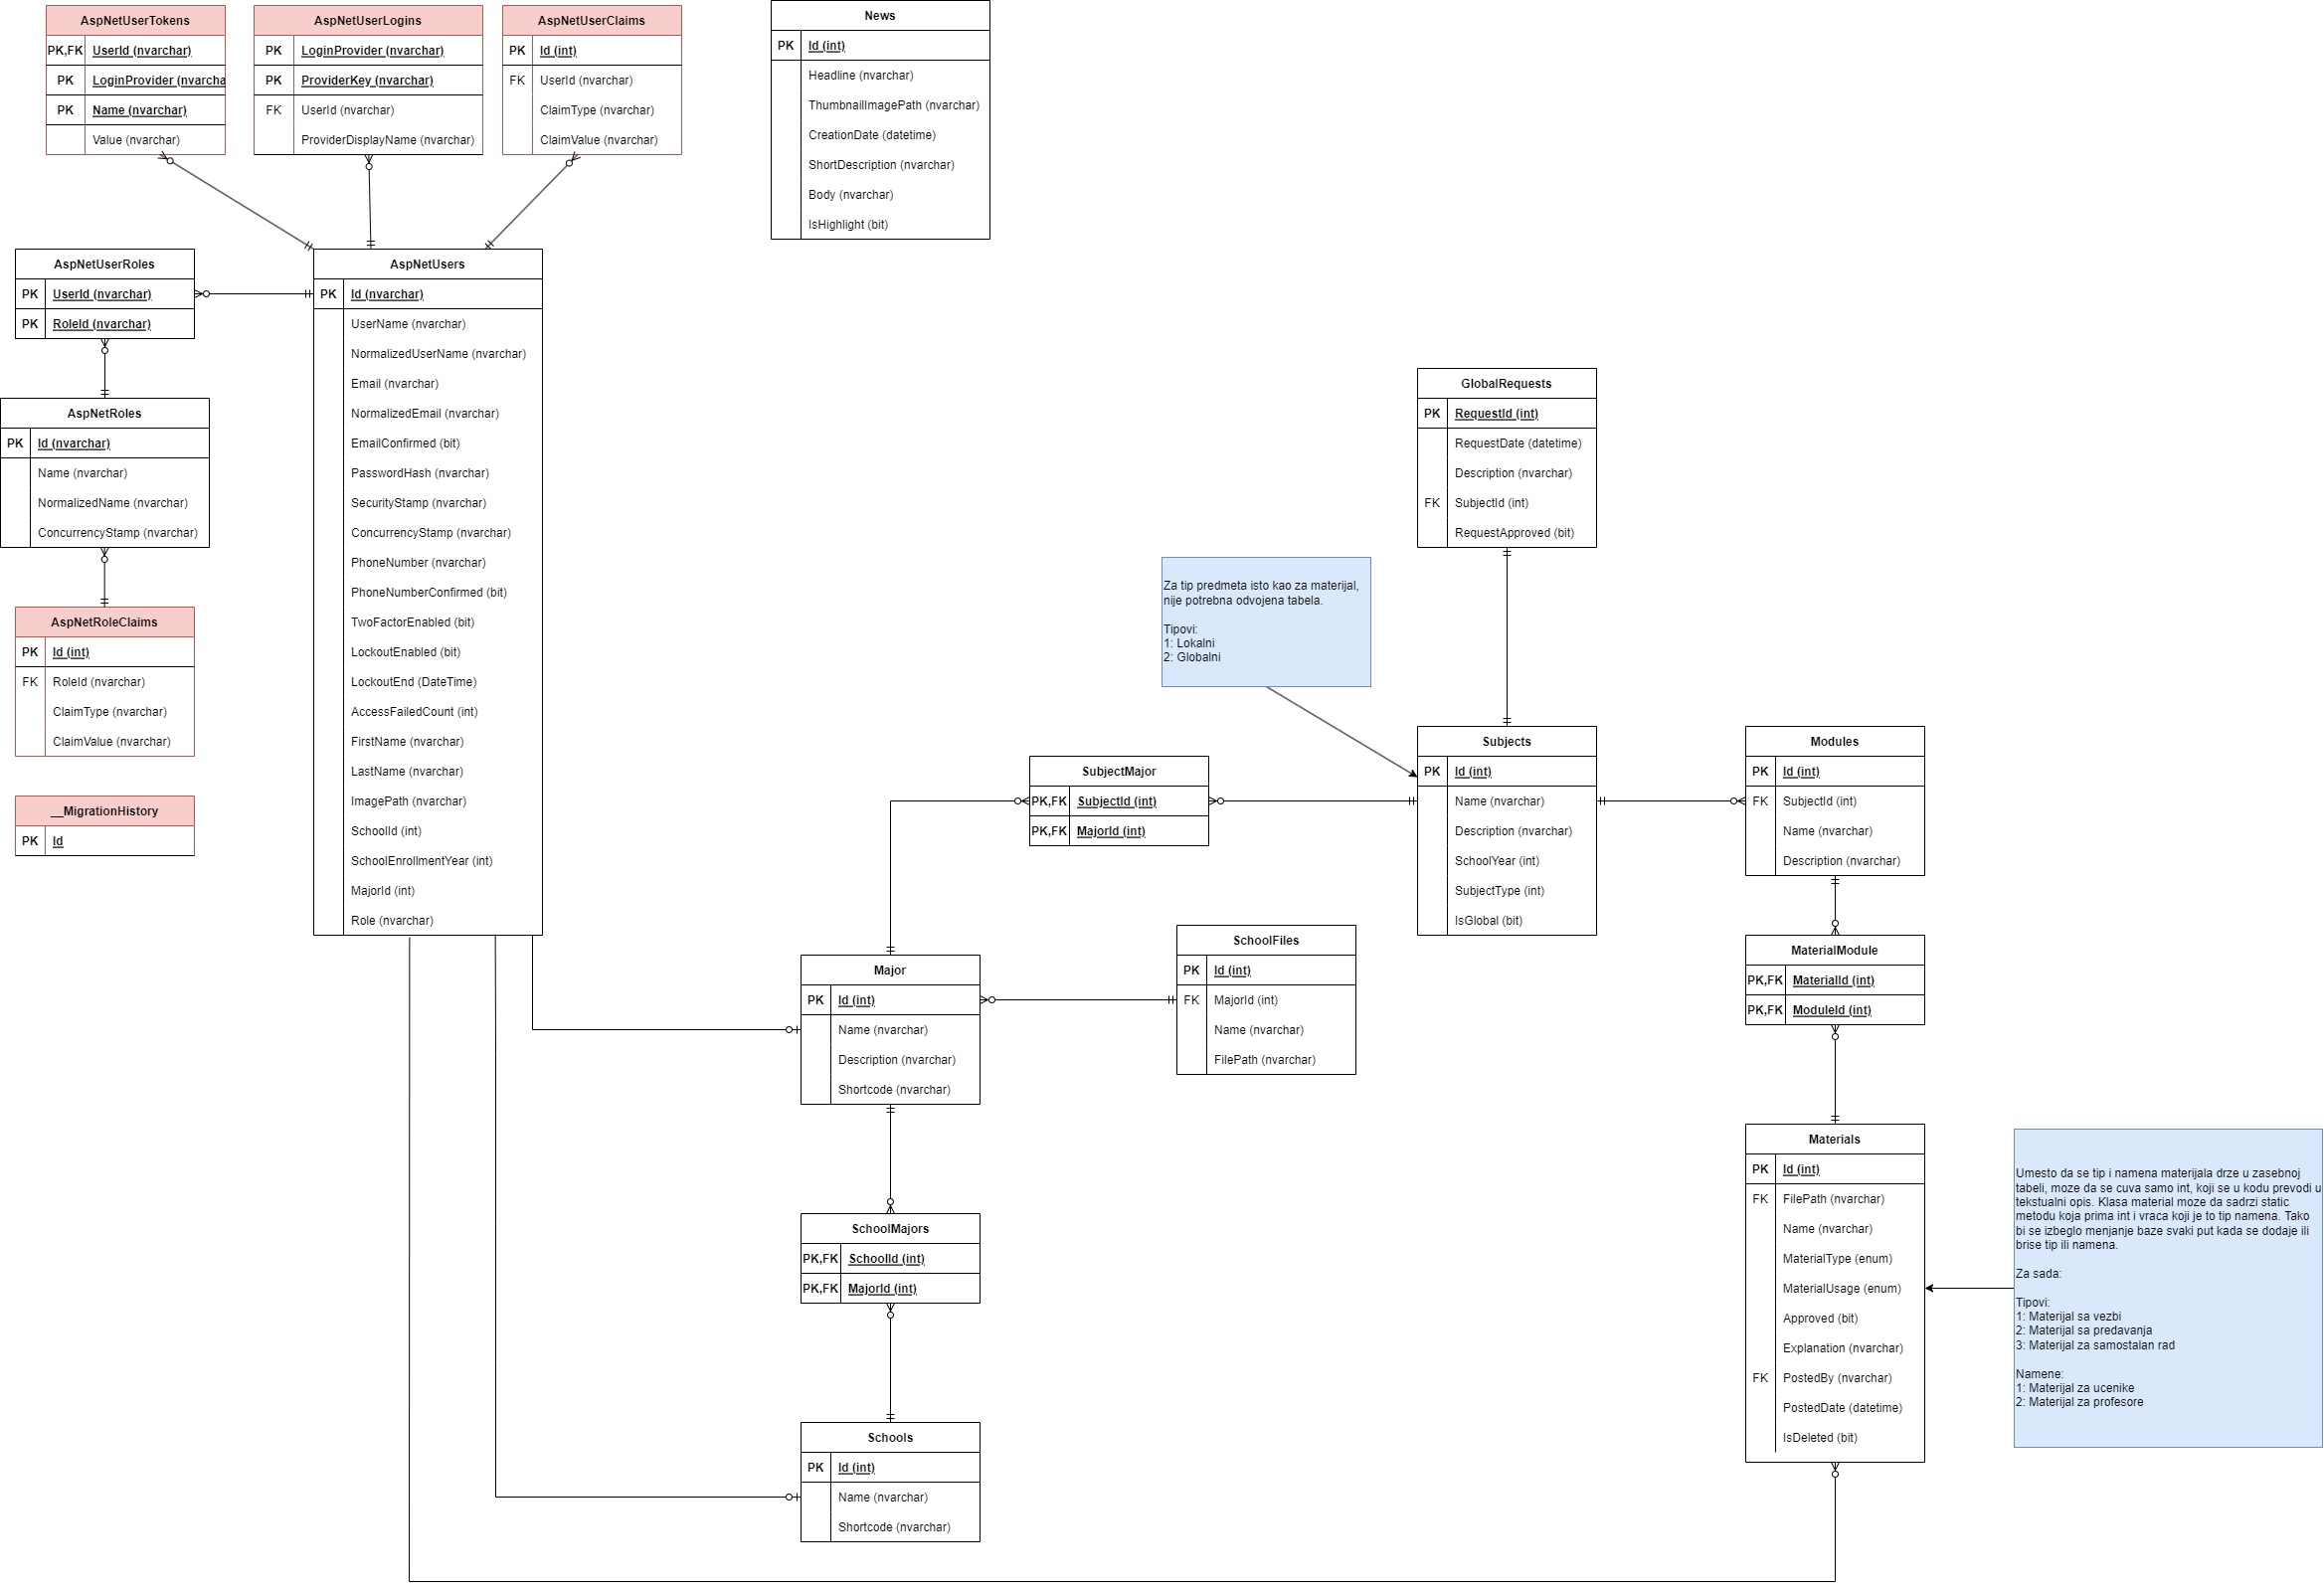 AspNetUserTokens
PK,FK UserId (nvarchar)
PK LoginProvider (nvarcha
PK Name (nvarchar)
Value (nvarchar)
AspNetUserLogins
PK LoginProvider (nvarchar)
PK ProviderKey (nvarchar)
FK UserId (nvarchar)
ProviderDisplayName (nvarchar)
AspNetUserClaims
PK Id (int)
FK UserId (nvarchar)
ClaimType (nvarchar)
ClaimValue (nvarchar)
News
PK Id (int)
Headline (nvarchar)
ThumbnailImagePath (nvarchar)
CreationDate (datetime)
ShortDescription (nvarchar)
Body (nvarchar)
IsHighlight (bit)
AspNetUserRoles
PK UserId (nvarchar)
PK RoleId (nvarchar)
AspNetRoles
PK Id (nvarchar)
Name (nvarchar)
NormalizedName (nvarchar)
ConcurrencyStamp (nvarchar)
AspNetRoleClaims
PK Id (int)
FK RoleId (nvarchar)
ClaimType (nvarchar)
ClaimValue (nvarchar)
__MigrationHistory
PK Id
AspNetUsers
PK Id (nvarchar)
UserName (nvarchar)
NormalizedUserName (nvarchar)
Email (nvarchar)
NormalizedEmail (nvarchar)
EmailConfirmed (bit)
PasswordHash (nvarchar)
SecurityStamp (nvarchar)
ConcurrencyStamp (nvarchar)
PhoneNumber (nvarchar)
PhoneNumberConfirmed (bit)
TwoFactorEnabled (bit)
LockoutEnabled (bit)
LockoutEnd (DateTime)
AccessFailedCount (int)
FirstName (nvarchar)
LastName (nvarchar)
ImagePath (nvarchar)
SchoolId (int)
SchoolEnrollmentYear (int)
MajorId (int)
Role (nvarchar)
GlobalRequests
PK RequestId (int)
RequestDate (datetime)
Description (nvarchar)
FK SubjectId (int)
RequestApproved (bit)
Za tip predmeta isto kao za materijal,
nije potrebna odvojena tabela.
Tipovi:
1: Lokalni
2: Globalni
SubjectMajor
PK,FK SubjectId (int)
PK,FK MajorId (int)
Subjects
PK Id (int)
Name (nvarchar)
Description (nvarchar)
SchoolYear (int)
SubjectType (int)
IsGlobal (bit)
Modules
PK Id (int)
FK SubjectId (int)
Name (nvarchar)
Description (nvarchar)
MaterialModule
PK,FK MaterialId (int)
PK,FK ModuleId (int)
Major
PK Id (int)
Name (nvarchar)
Description (nvarchar)
Shortcode (nvarchar)
SchoolFiles
PK Id (int)
FK MajorId (int)
Name (nvarchar)
FilePath (nvarchar)
SchoolMajors
PK,FK SchoolId (int)
PK,FK MajorId (int)
Schools
PK Id (int)
Name (nvarchar)
Shortcode (nvarchar)
Materials
PK Id (int)
FK FilePath (nvarchar)
Name (nvarchar)
MaterialType (enum)
MaterialUsage (enum)
Approved (bit)
Explanation (nvarchar)
FK PostedBy (nvarchar)
PostedDate (datetime)
IsDeleted (bit)
Umesto da se tip i namena materijala drze u zasebnoj
tabeli, moze da se cuva samo int, koji se u kodu prevodi u
tekstualni opis. Klasa material moze da sadrzi static
metodu koja prima int i vraca koji je to tip namena. Tako
bi se izbeglo menjanje baze svaki put kada se dodaje ili
brise tip ili namena.
Za sada:
Tipovi:
1: Materijal sa vezbi
2: Materijal sa predavanja
3: Materijal za samostalan rad
Namene:
1: Materijal za ucenike
2: Materijal za profesore